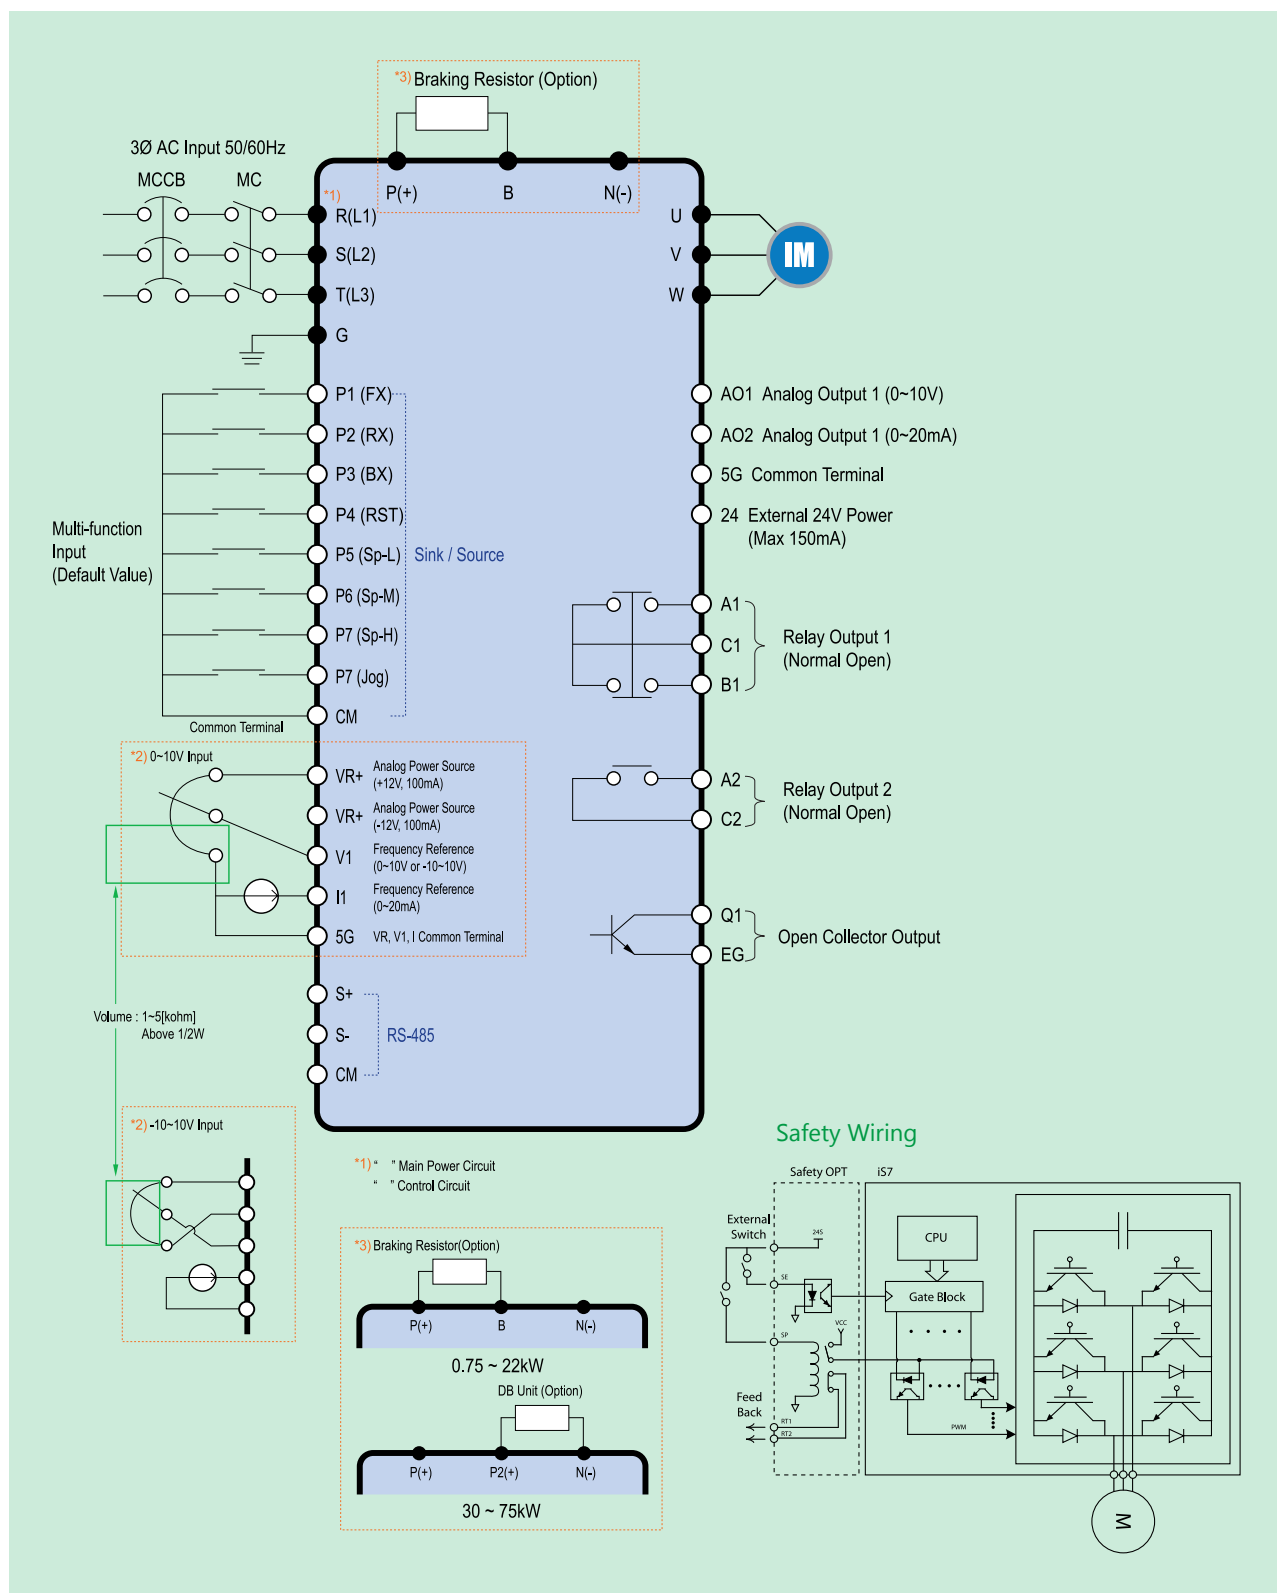 *3) Braking Resistor (Option)
3Ø AC Input 50/60Hz
MCCB
MC
*1)
P(+)
B
N(-)
R(L1)
S(L2)
T(L3)
G
U
V
W
IM
Multi-function
Input
(Default Value)
P1 (FX)
P2 (RX)
P3 (BX)
P4 (RST)
P5 (Sp-L)
P6 (Sp-M)
P7 (Sp-H)
P7 (Jog)
CM
Sink / Source
Common Terminal
AO1 Analog Output 1 (0~10V)
AO2 Analog Output 1 (0~20mA)
5G Common Terminal
24 External 24V Power
(Max 150mA)
A1
C1
B1
Relay Output 1
(Normal Open)
A2
C2
Relay Output 2
(Normal Open)
Q1
EG
Open Collector Output
*2) 0~10V Input
VR+ Analog Power Source
(+12V, 100mA)
VR+ Analog Power Source
(-12V, 100mA)
V1 Frequency Reference
(0~10V or -10~10V)
I1 Frequency Reference
(0~20mA)
5G VR, V1, I Common Terminal
S+
S-
CM
RS-485
Volume : 1~5[kohm]
Above 1/2W
*2) -10~10V Input
*1) “ ” Main Power Circuit
“ ” Control Circuit
*3) Braking Resistor(Option)
P(+)
B
N(-)
0.75 ~ 22kW
DB Unit (Option)
P(+)
P2(+)
N(-)
30 ~ 75kW
Safety Wiring
Safety OPT
iS7
External
Switch
24S
SE
SP
VCC
CPU
Gate Block
Feed
Back
RT1
RT2
PWM
M